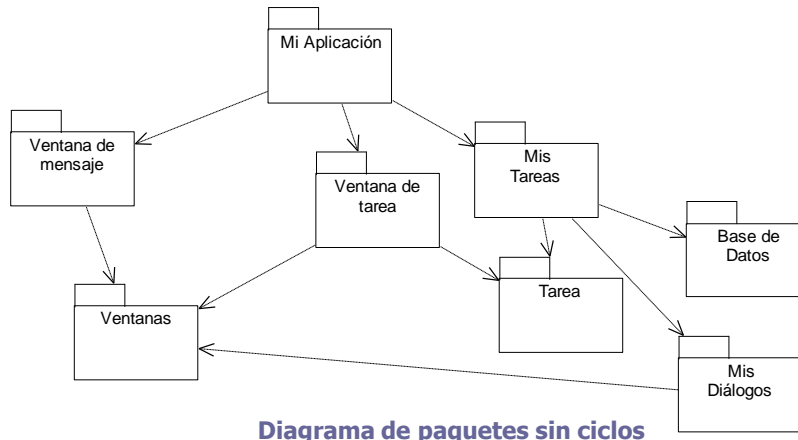 Mi Aplicación
Ventana de
mensaje
Ventana de
tarea
Mis
Tareas
Base de
Datos
Ventanas
Tarea
Mis
Diálogos
Diagrama de paquetes sin ciclos